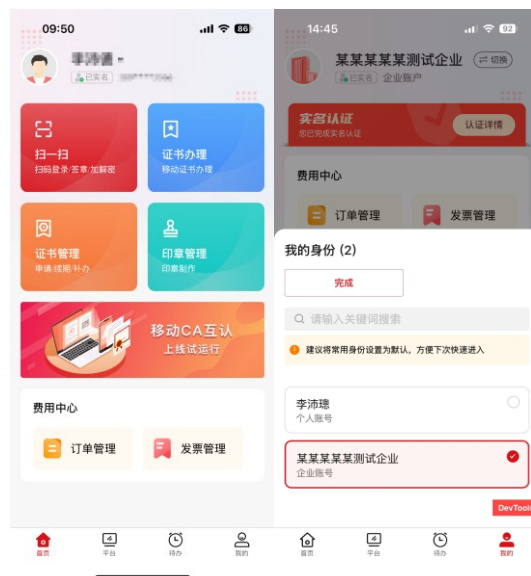 09:50
86
已实名
扫一扫
扫码登录/签章/加解密
证书办理
移动证书办理
证书管理
申请/续期/补办
印章管理
印章制作
移动CA互认
上线试运行
费用中心
订单管理
发票管理
首页
平台
待办
我的
14:45
92
某某某某某测试企业
切换
已实名
企业账户
实名认证
您已完成实名认证
认证详情
费用中心
订单管理
发票管理
我的身份 (2)
完成
请输入关键词搜索
建议将常用身份设置为默认，方便下次快速进入
李沛璁
个人账号
某某某某某测试企业
企业账号
DevTools
首页
平台
待办
我的